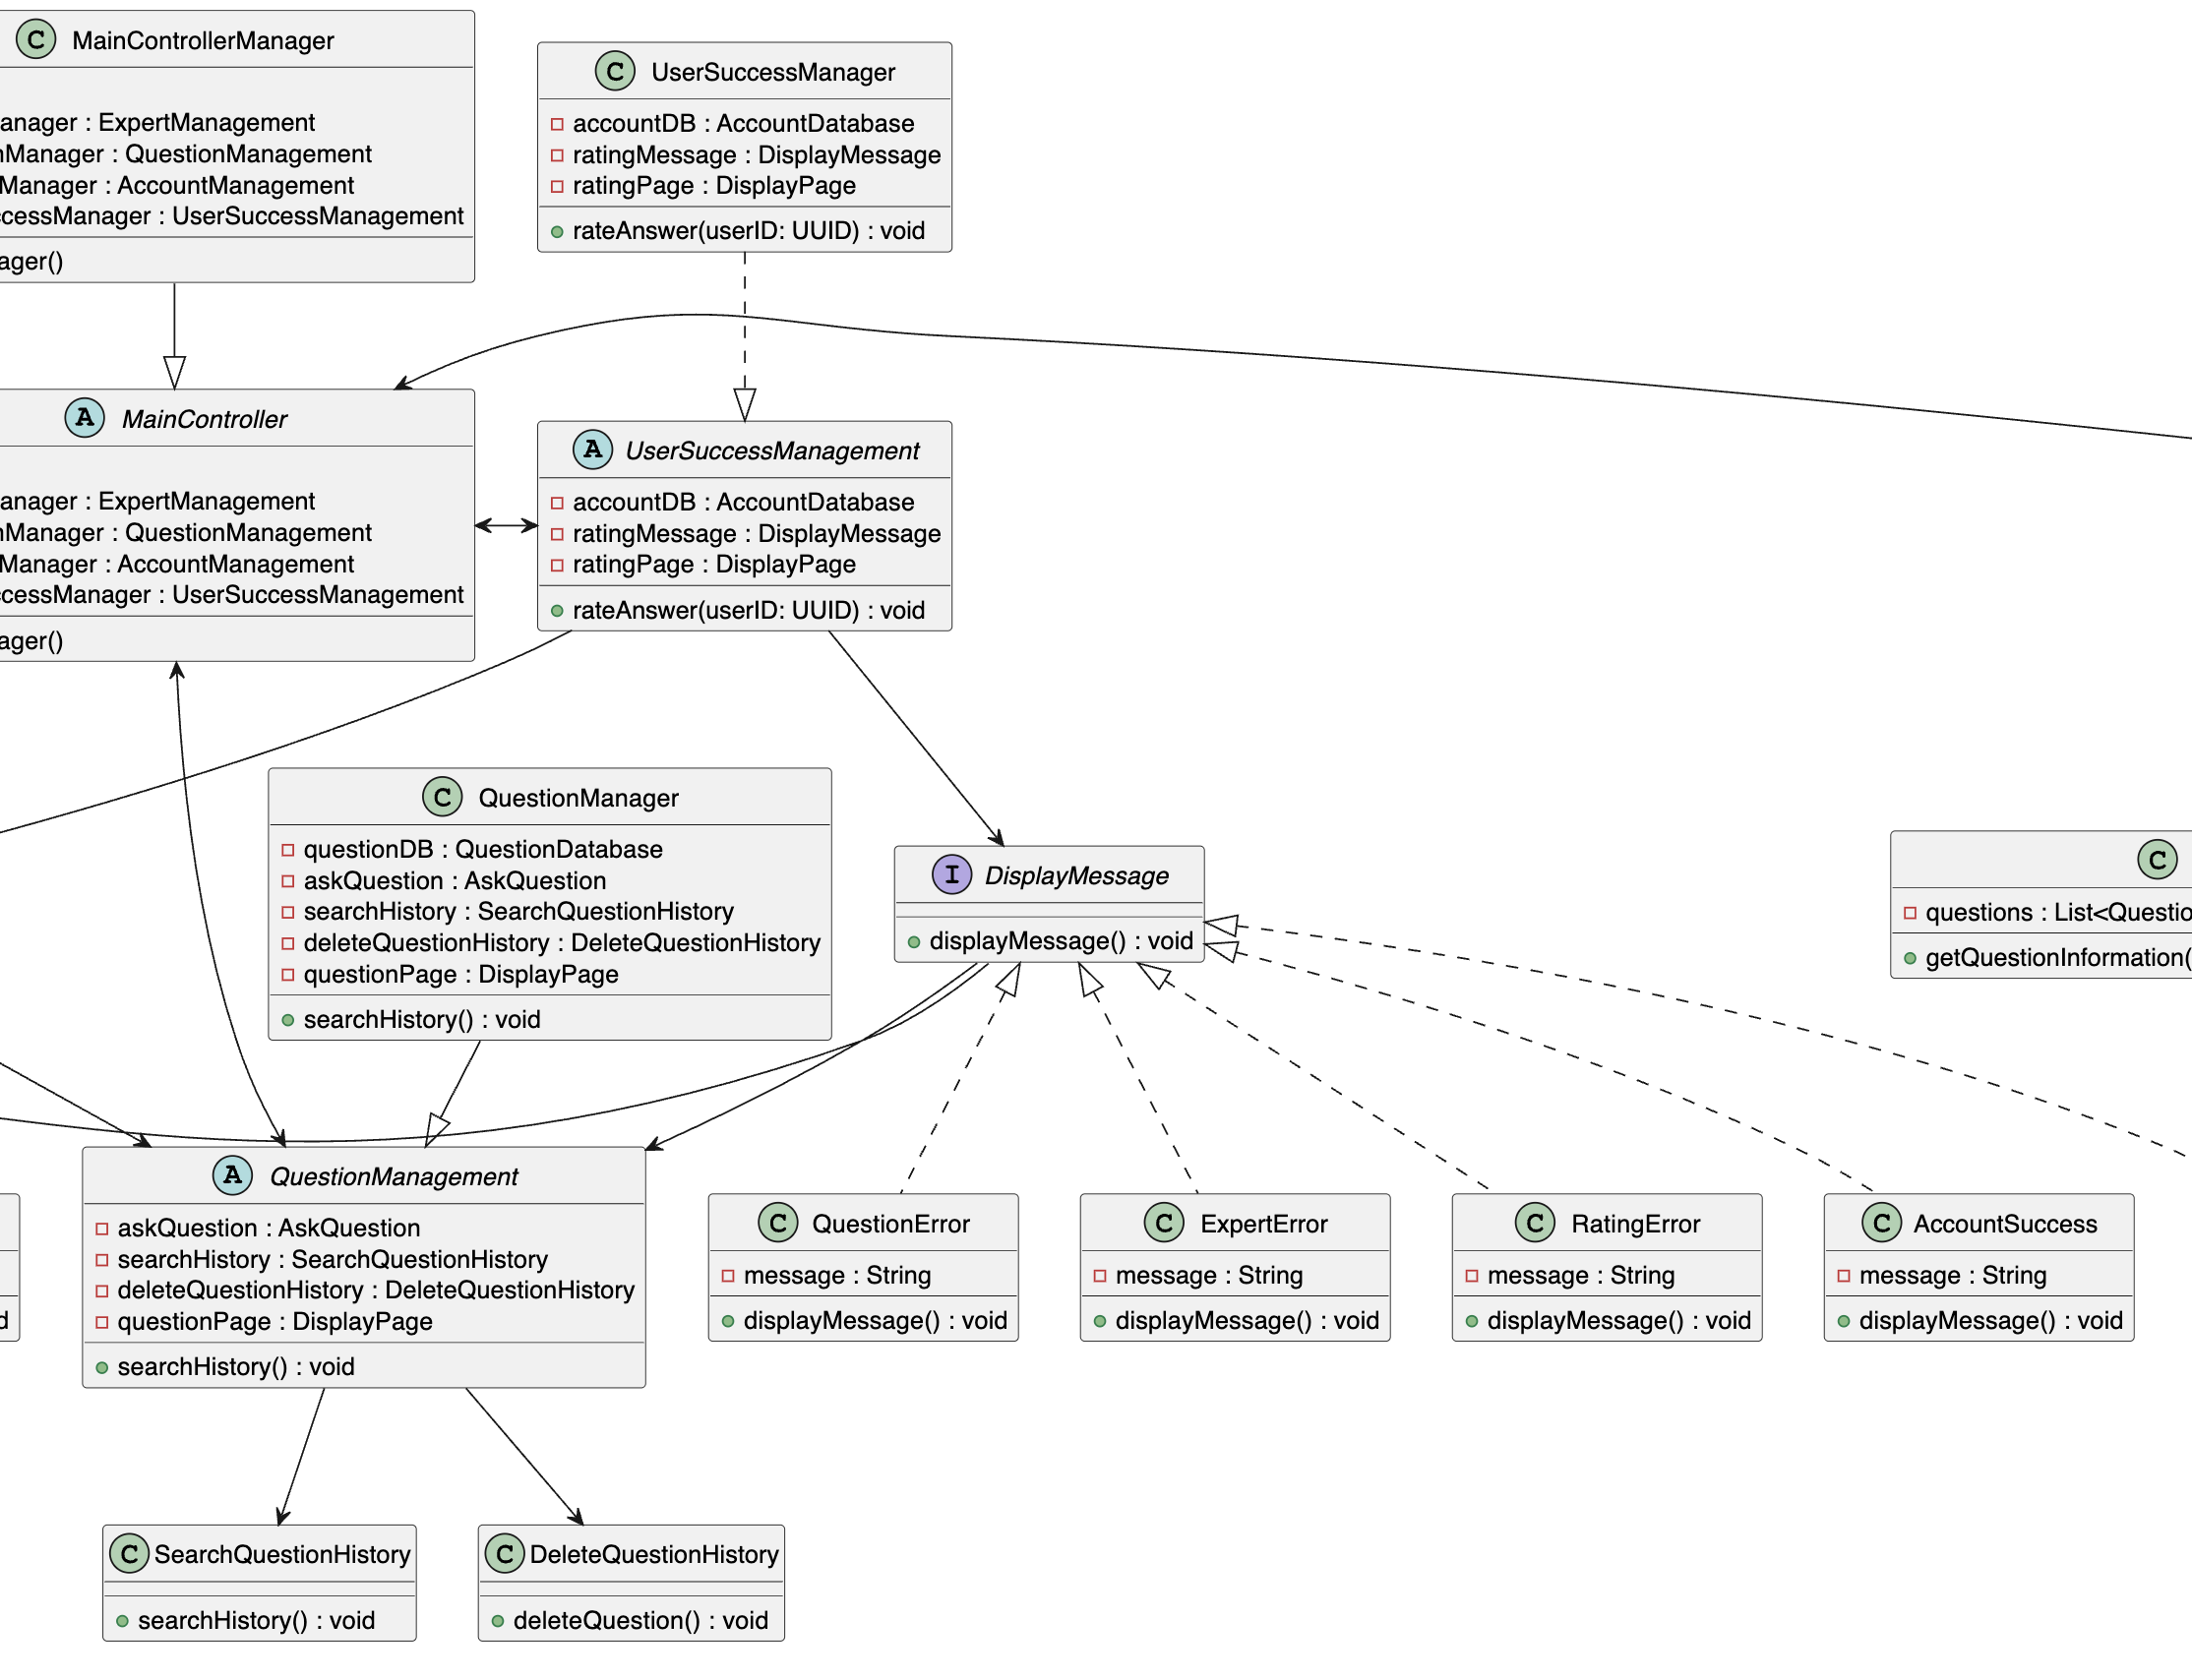 C MainControllerManager
anager : ExpertManagement
Manager : QuestionManagement
Manager : AccountManagement
ccessManager : UserSuccessManagement
ager()
C UserSuccessManager
accountDB : AccountDatabase
ratingMessage : DisplayMessage
ratingPage : DisplayPage
rateAnswer(userID: UUID) : void
A MainController
anager : ExpertManagement
Manager : QuestionManagement
Manager : AccountManagement
ccessManager : UserSuccessManagement
ager()
A UserSuccessManagement
accountDB : AccountDatabase
ratingMessage : DisplayMessage
ratingPage : DisplayPage
rateAnswer(userID: UUID) : void
C QuestionManager
questionDB : QuestionDatabase
askQuestion : AskQuestion
searchHistory : SearchQuestionHistory
deleteQuestionHistory : DeleteQuestionHistory
questionPage : DisplayPage
searchHistory() : void
I DisplayMessage
displayMessage() : void
C
questions : List<Questio
getQuestionInformation(
d
A QuestionManagement
askQuestion : AskQuestion
searchHistory : SearchQuestionHistory
deleteQuestionHistory : DeleteQuestionHistory
questionPage : DisplayPage
searchHistory() : void
C QuestionError
message : String
displayMessage() : void
C ExpertError
message : String
displayMessage() : void
C RatingError
message : String
displayMessage() : void
C AccountSuccess
message : String
displayMessage() : void
C SearchQuestionHistory
searchHistory() : void
C DeleteQuestionHistory
deleteQuestion() : void